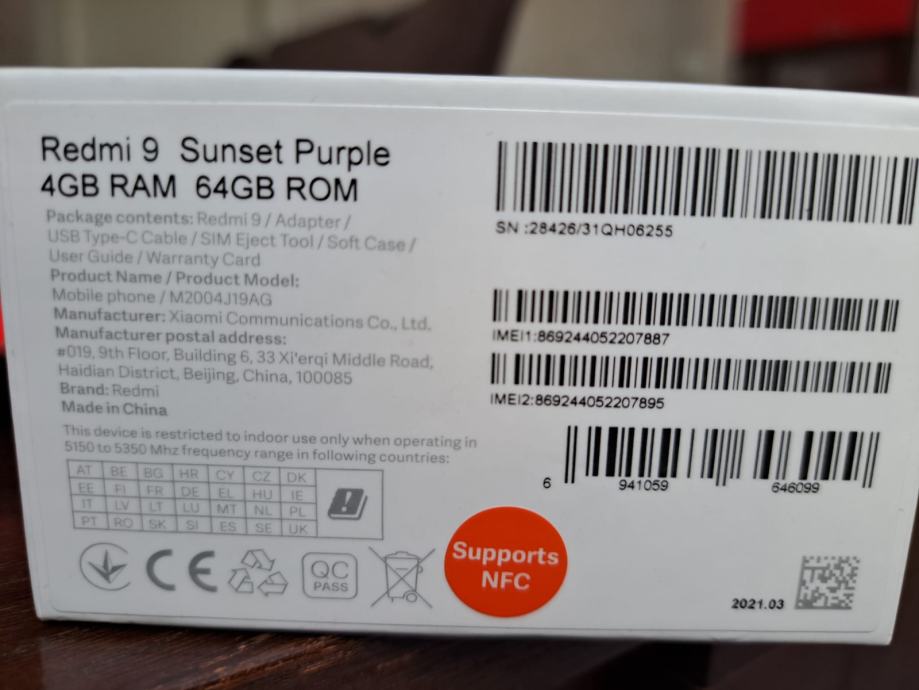 Redmi 9 Sunset Purple
4GB RAM 64GB ROM
Package contents: Redmi 9 / Adapter /
USB Type-C Cable / SIM Eject Tool / Soft Case /
User Guide / Warranty Card
Product Name / Product Model:
Mobile phone / M2004J19AG
Manufacturer: Xiaomi Communications Co., Ltd.
Manufacturer postal address:
#019, 9th Floor, Building 6, 33 Xi'erqi Middle Road,
Haidian District, Beijing, China, 100085
Brand: Redmi
Made in China
This device is restricted to indoor use only when operating in
5150 to 5350 Mhz frequency range in following countries:
AT BE BG HR CY CZ DK
EE FI FR DE EL HU IE
IT LV LT LU MT NL PL
PT RO SK SI ES SE UK
CE
QC
PASS
Supports
NFC
SN :28426/31QH06255
IMEI1:869244052207887
IMEI2:869244052207895
6 941059 646099
2021.03